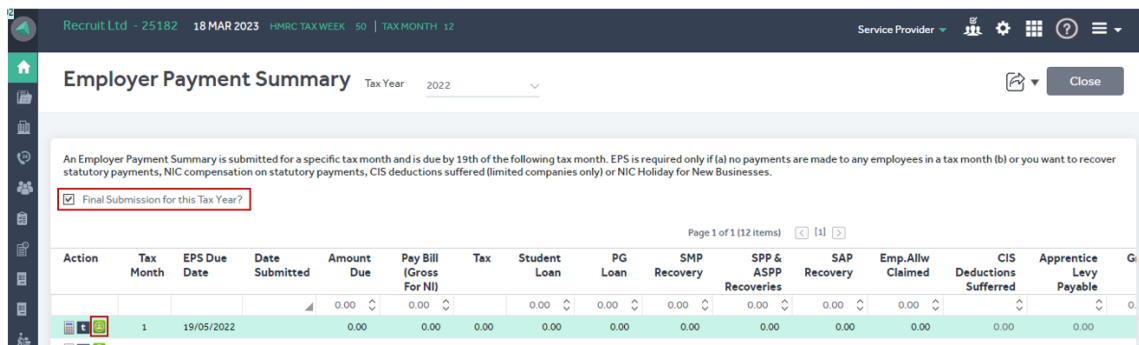 Recruit Ltd - 25182 18 MAR 2023 HMRC TAX WEEK 50 | TAX MONTH 12 Service Provider
Employer Payment Summary Tax Year 2022 Close
An Employer Payment Summary is submitted for a specific tax month and is due by 19th of the following tax month. EPS is required only if (a) no payments are made to any employees in a tax month (b) or you want to recover
statutory payments, NIC compensation on statutory payments, CIS deductions suffered (limited companies only) or NIC Holiday for New Businesses.
Final Submission for this Tax Year?
Page 1 of 1 (12 items) < [1] >
Action Tax EPS Due Date Amount Pay Bill Tax Student PG SMP SPP & SAP Emp.Allw CIS Apprentice
Month Date Submitted Due (Gross Loan Loan Recovery ASPP Recovery Claimed Deductions Levy
For NI) Recoveries Sufferred Payable
0.00 0.00 0.00 0.00 0.00 0.00 0.00 0.00
t 1 19/05/2022 0.00 0.00 0.00 0.00 0.00 0.00 0.00 0.00 0.00 0.00 0.00